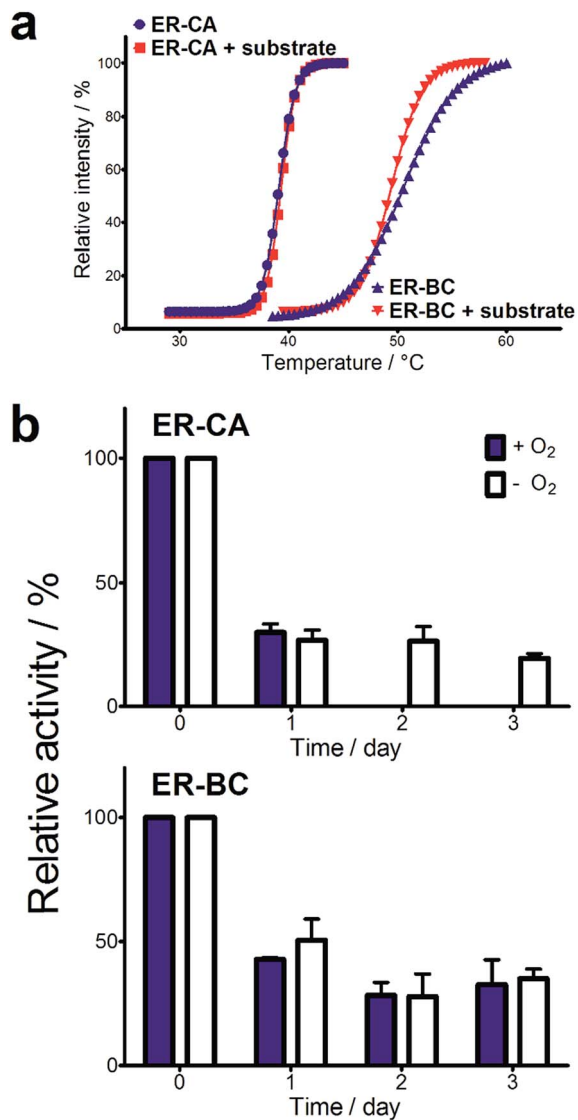 a
ER-CA
ER-CA + substrate
Relative intensity / %
100
80
60
40
20
0
ER-BC
ER-BC + substrate
30
40
50
60
Temperature / °C
b
ER-CA
+ O₂
- O₂
Relative activity / %
100
50
0
0
1
2
3
Time / day
ER-BC
100
50
0
0
1
2
3
Time / day